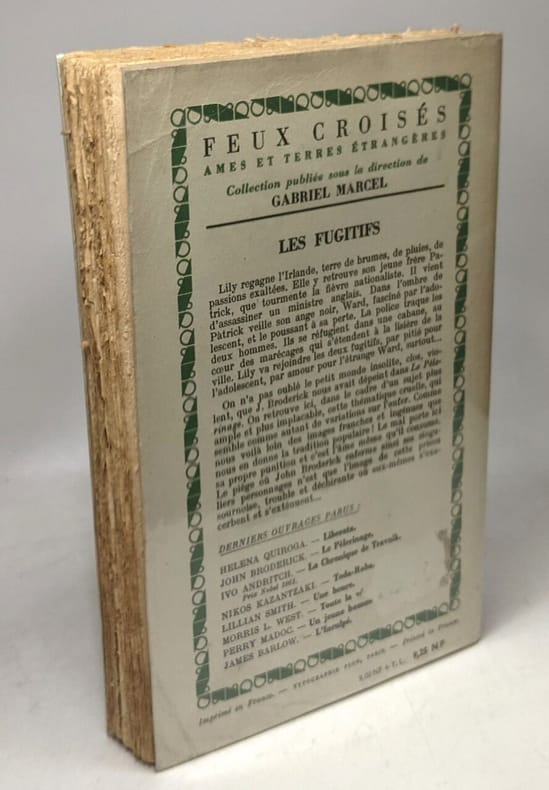 FEUX CROISÉS
AMES ET TERRES ÉTRANGÈRES
Collection publiée sous la direction de
GABRIEL MARCEL
LES FUGITIFS
Lily regagne l'Irlande, terre de brumes, de pluies, de
passions exaltées. Elle y retrouve son jeune frère Pa-
trick, que tourmente la fièvre nationaliste. Il vient
d'assassiner un ministre anglais. Dans l'ombre de
Patrick veille son ange noir, Ward, fasciné par l'ado-
lescent, et le poussant à sa perte. La police traque les
deux hommes. Ils se réfugient dans une cabane, au
cœur des marécages qui s'étendent à la lisière de la
ville. Lily va rejoindre les deux fugitifs, par pitié pour
l'adolescent, par amour pour l'étrange Ward, surtout...
On n'a pas oublié le petit monde insolite, clos, vio-
lent, que J. Broderick nous avait dépeint dans Le Pèle-
rinage. On retrouve ici, dans le cadre d'un sujet plus
ample et plus implacable, cette thématique cruelle, qui
semble comme autant de variations sur l'enfer. Comme
nous voilà loin des images franches et ingénues que
nous en donne la tradition populaire ! Le mal porte ici
sa propre punition et c'est l'âme même qu'il consume.
Le piège où John Broderick enferme ainsi ses singu-
liers personnages n'est que l'image de cette prison
sournoise, trouble et déchirante où eux-mêmes s'exa-
cerbent et s'exténuent...
DERNIERS OUVRAGES PARUS :
HELENA QUIROGA. — Liberata.
JOHN BRODERICK. — Le Pèlerinage.
IVO ANDRITCH. — La Chronique de Travnik.
Prix Nobel 1961.
NIKOS KAZANTZAKI. — Toda-Raba.
LILLIAN SMITH. — Une heure.
MORRIS L. WEST. — Toute la
PERRY MADOC. — Un jeune homme
JAMES BARLOW. — L'Inculpé.
Imprimé en France. — TYPOGRAPHIE PLON, PARIS. — Printed in France.
+ T. L. 9,25 NF